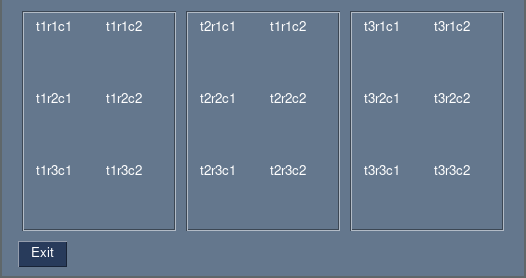 t1r1c1 t1r1c2 t2r1c1 t1r1c2 t3r1c1 t3r1c2
t1r2c1 t1r2c2 t2r2c1 t2r2c2 t3r2c1 t3r2c2
t1r3c1 t1r3c2 t2r3c1 t2r3c2 t3r3c1 t3r3c2
Exit